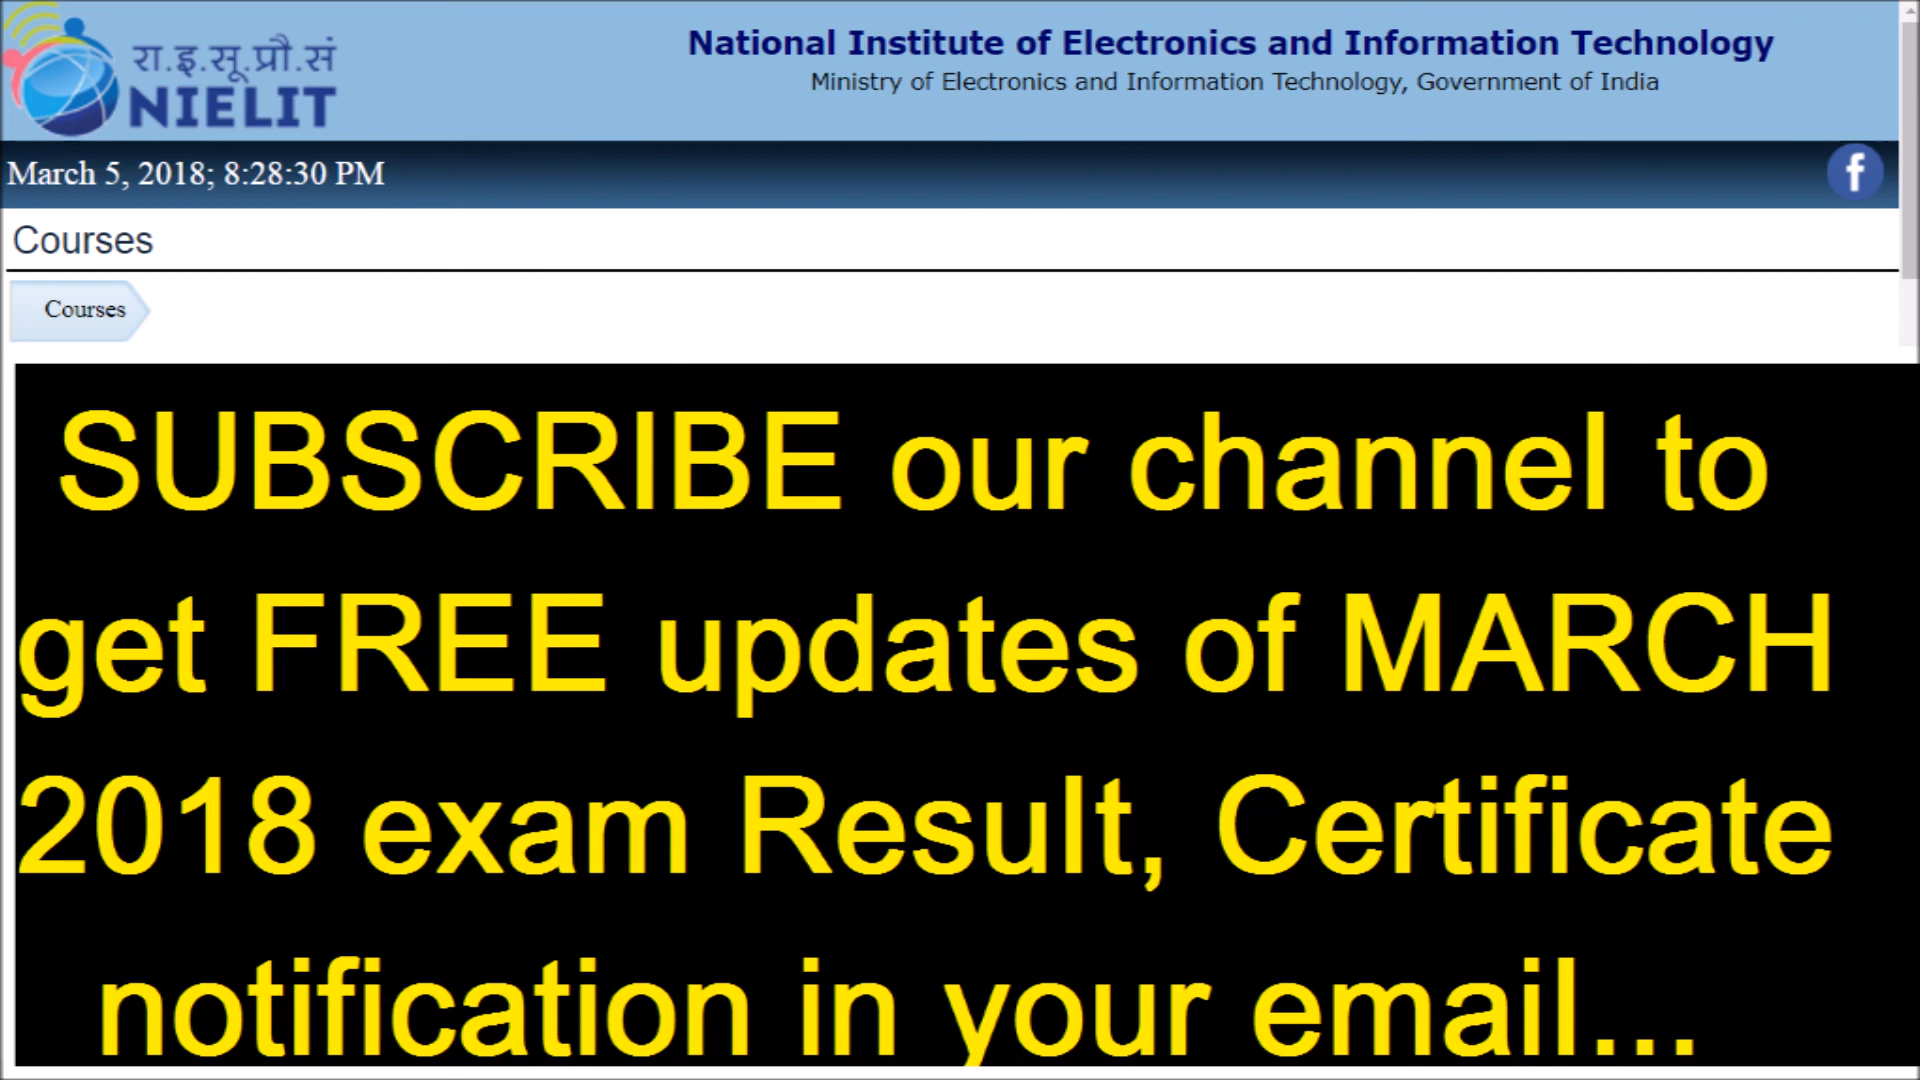 रा.इ.सू.प्रौ.सं
NIELIT
National Institute of Electronics and Information Technology
Ministry of Electronics and Information Technology, Government of India
March 5, 2018; 8:28:30 PM
f
Courses
Courses
SUBSCRIBE our channel to
get FREE updates of MARCH
2018 exam Result, Certificate
notification in your email...